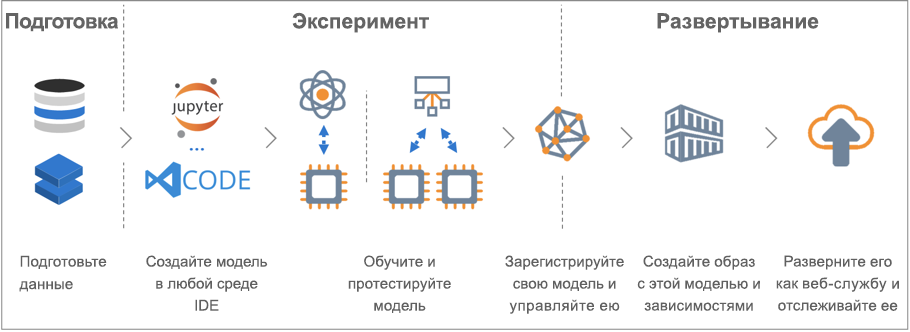 Подготовка
Эксперимент
Развертывание
jupyter
...
CODE
Подготовьте
данные
Создайте модель
в любой среде
IDE
Обучите и
протестируйте
модель
Зарегистрируйте
свою модель и
управляйте ею
Создайте образ
с этой моделью и
зависимостями
Разверните его
как веб-службу и
отслеживайте ее